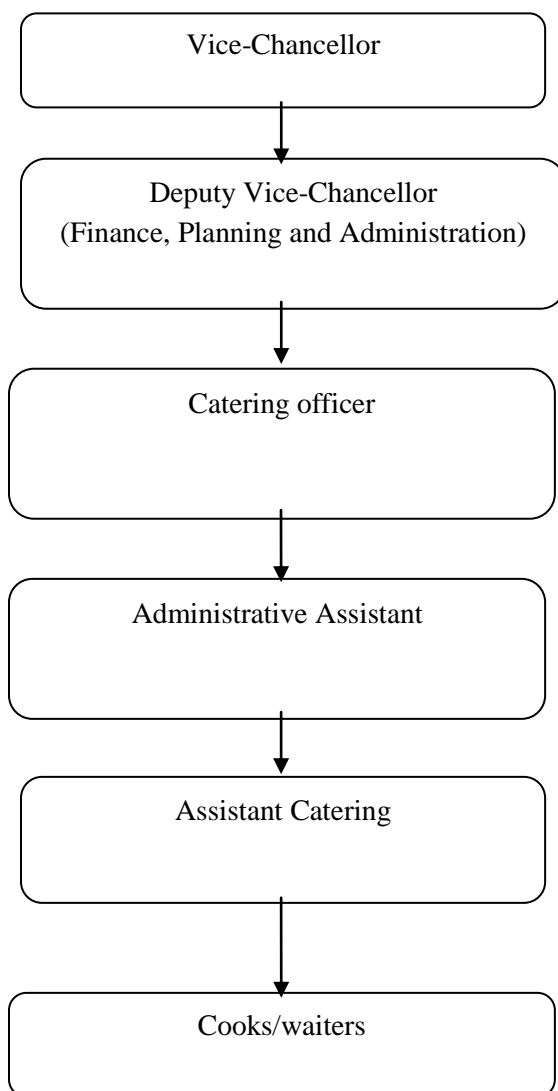 Vice-Chancellor
Deputy Vice-Chancellor
(Finance, Planning and Administration)
Catering officer
Administrative Assistant
Assistant Catering
Cooks/waiters